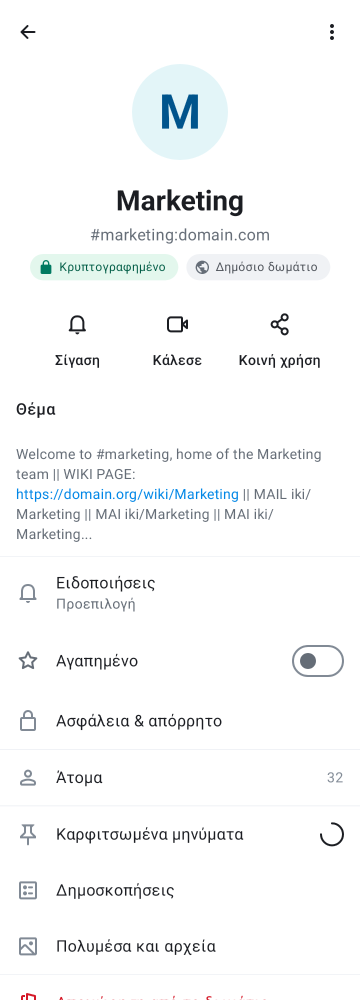 M
Marketing
#marketing:domain.com
Κρυπτογραφημένο
Δημόσιο δωμάτιο
Σίγαση
Κάλεσε
Κοινή χρήση
Θέμα
Welcome to #marketing, home of the Marketing
team || WIKI PAGE:
https://domain.org/wiki/Marketing || MAIL iki/
Marketing || MAI iki/Marketing || MAI iki/
Marketing...
Ειδοποιήσεις
Προεπιλογή
Αγαπημένο
Ασφάλεια & απόρρητο
Άτομα
32
Καρφιτσωμένα μηνύματα
Δημοσκοπήσεις
Πολυμέσα και αρχεία